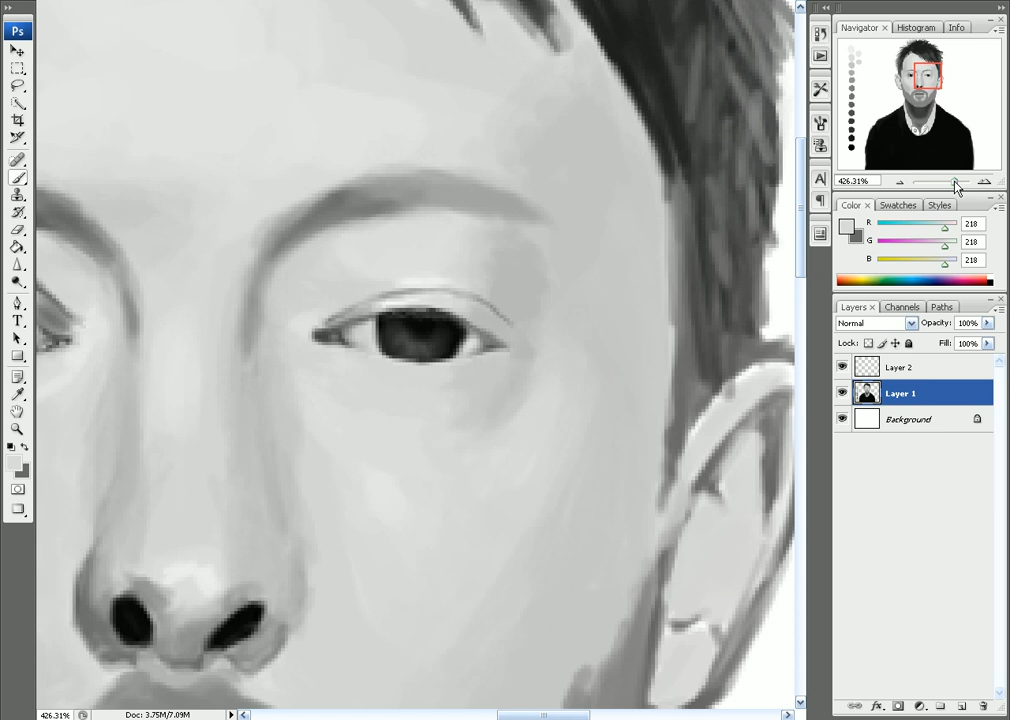 Ps
Navigator × Histogram Info
426.31%
Color × Swatches Styles
R 218
G 218
B 218
Layers × Channels Paths
Normal Opacity: 100%
Lock: Fill: 100%
Layer 2
Layer 1
Background
T
A
426.31% Doc: 3.75M/7.09M
fx